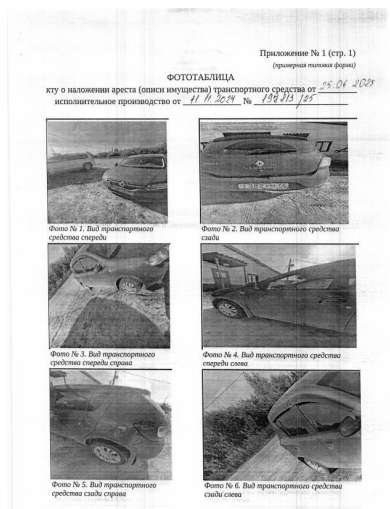 Приложение № 1 (стр. 1)
(примерная типовая форма)
ФОТОТАБЛИЦА
кту о наложении ареста (описи имущества) транспортного средства от 25.06 2025
исполнительное производство от 11 11 2024 № /25
Фото № 1. Вид транспортного
средства спереди
Фото № 2. Вид транспортного средства
сзади
Фото № 3. Вид транспортного
средства спереди справа
Фото № 4. Вид транспортного средства
спереди слева
Фото № 5. Вид транспортного
средства сзади справа
Фото № 6. Вид транспортного средства
сзади слева